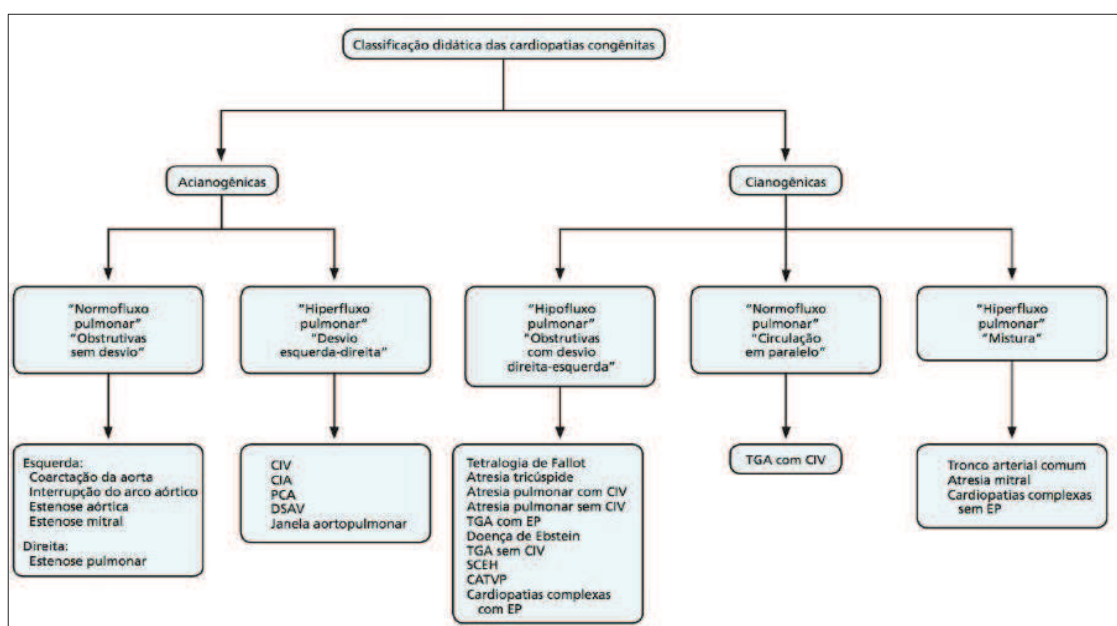 Classificação didática das cardiopatias congênitas
Acianogênicas
Cianogênicas
"Normofluxo
pulmonar"
"Obstrutivas
sem desvio"
"Hiperfluxo
pulmonar"
"Desvio
esquerda-direita"
"Hipofluxo
pulmonar"
"Obstrutivas
com desvio
direita-esquerda"
"Normofluxo
pulmonar"
"Circulação
em paralelo"
"Hiperfluxo
pulmonar"
"Mistura"
Esquerda:
Coarctação da aorta
Interrupção do arco aórtico
Estenose aórtica
Estenose mitral
Direita:
Estenose pulmonar
CIV
CIA
PCA
DSAV
Janela aortopulmonar
Tetralogia de Fallot
Atresia tricúspide
Atresia pulmonar com CIV
Atresia pulmonar sem CIV
TGA com EP
Doença de Ebstein
TGA sem CIV
SCEH
CATVP
Cardiopatias complexas
com EP
TGA com CIV
Tronco arterial comum
Atresia mitral
Cardiopatias complexas
sem EP